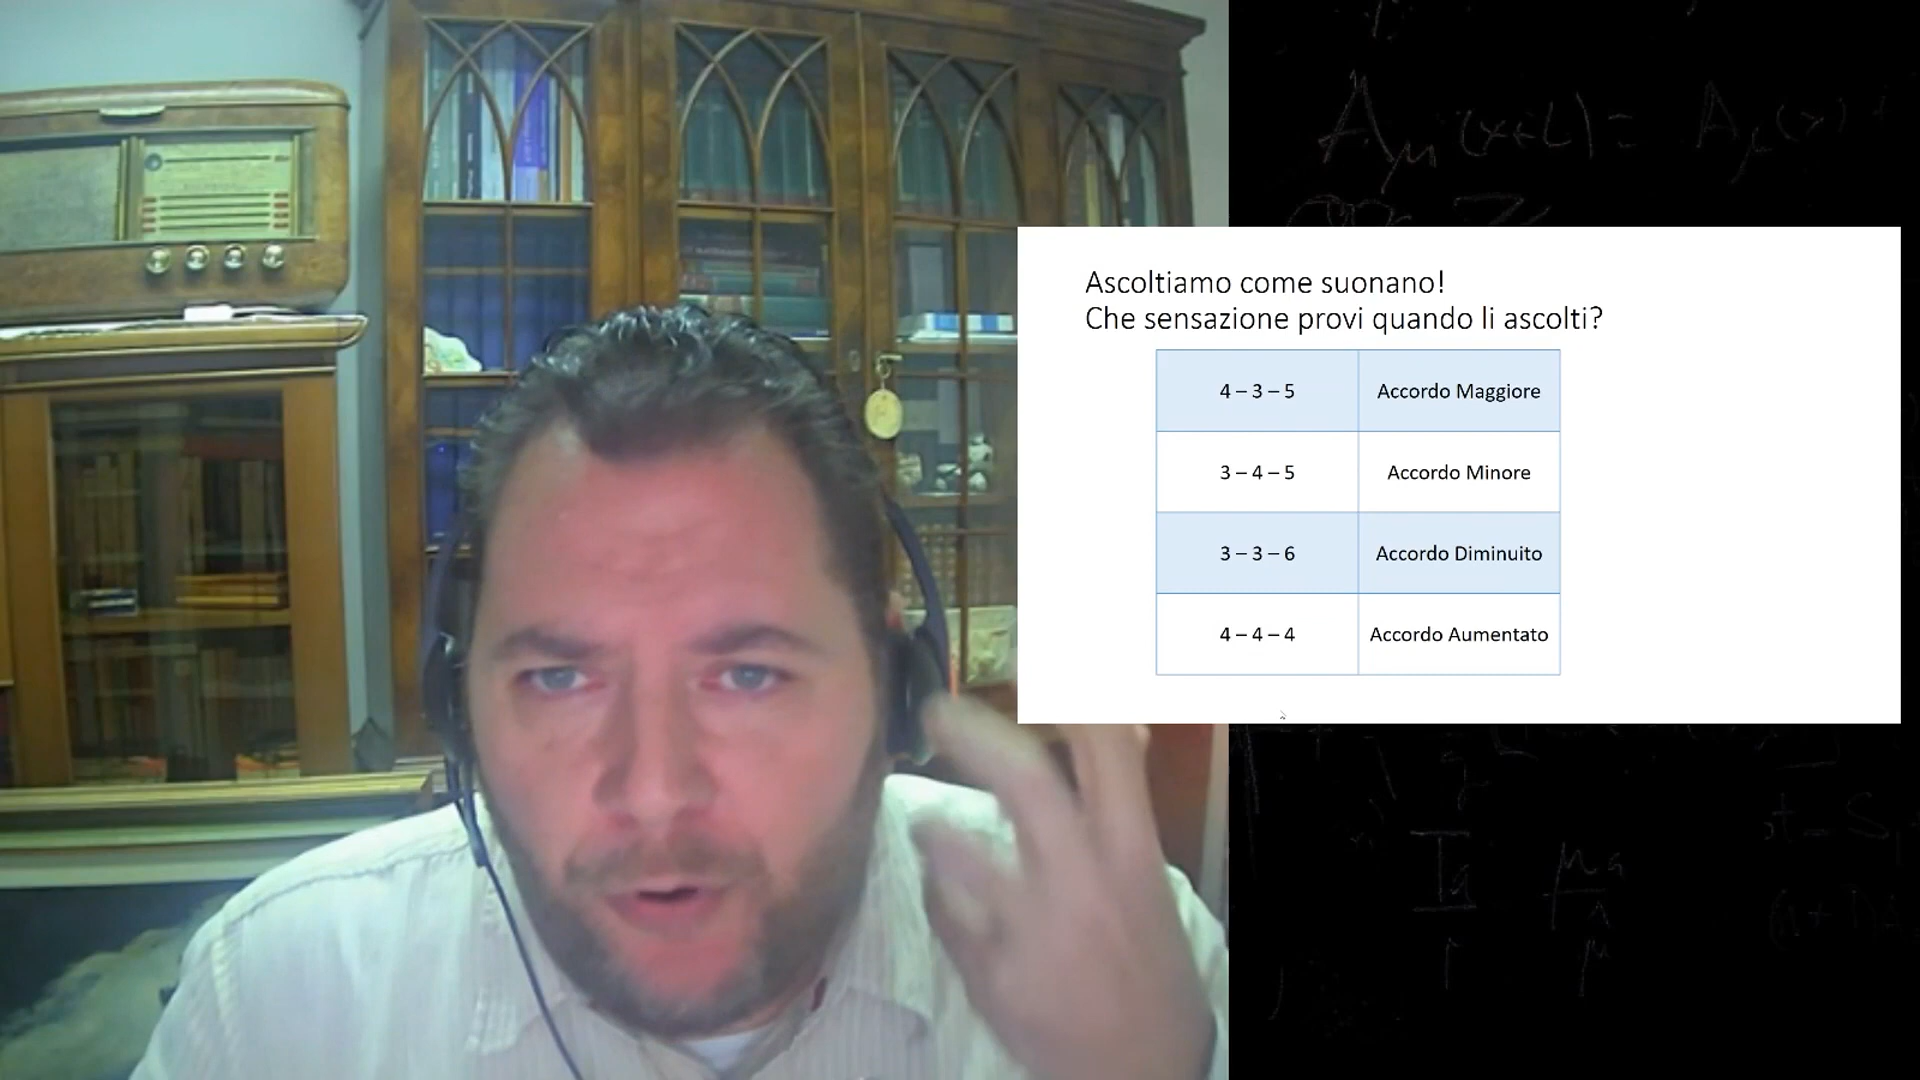 Ascoltiamo come suonano!
Che sensazione provi quando li ascolti?
4 – 3 – 5 Accordo Maggiore
3 – 4 – 5 Accordo Minore
3 – 3 – 6 Accordo Diminuito
4 – 4 – 4 Accordo Aumentato